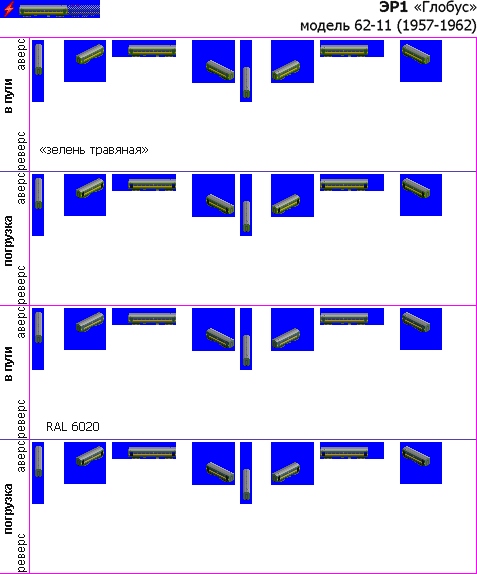 ЭР1 «Глобус»
модель 62-11 (1957-1962)
в пути
аверс
реверс
«зелень травяная»
погрузка
аверс
реверс
в пути
аверс
реверс
RAL 6020
погрузка
аверс
реверс